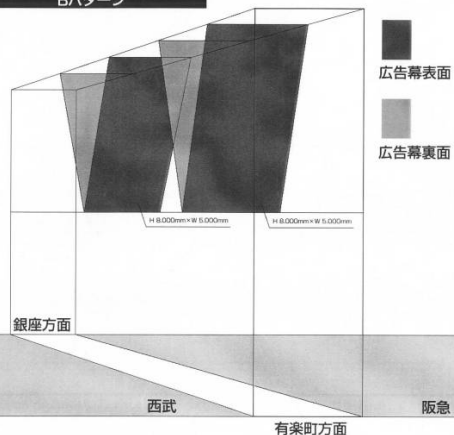 Bパターン
広告幕表面
広告幕裏面
H 8.000mm×W 5.000mm
H 8.000mm×W 5.000mm
銀座方面
西武
阪急
有楽町方面